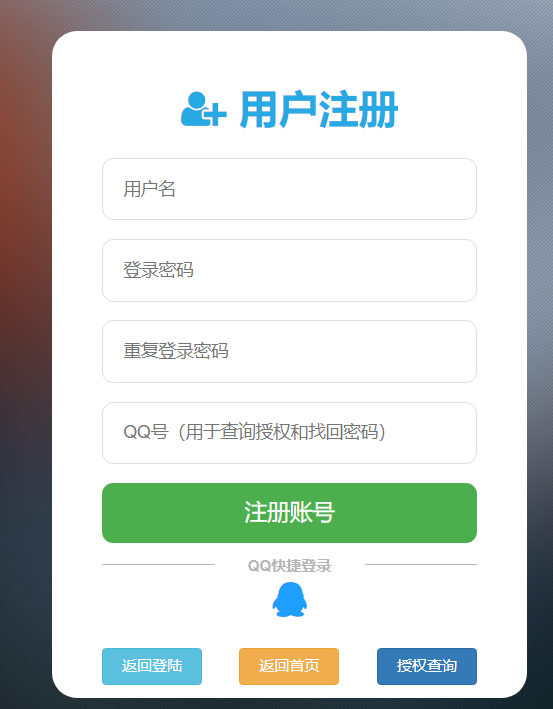 用户注册
用户名
登录密码
重复登录密码
QQ号（用于查询授权和找回密码）
注册账号
QQ快捷登录
返回登陆 返回首页 授权查询